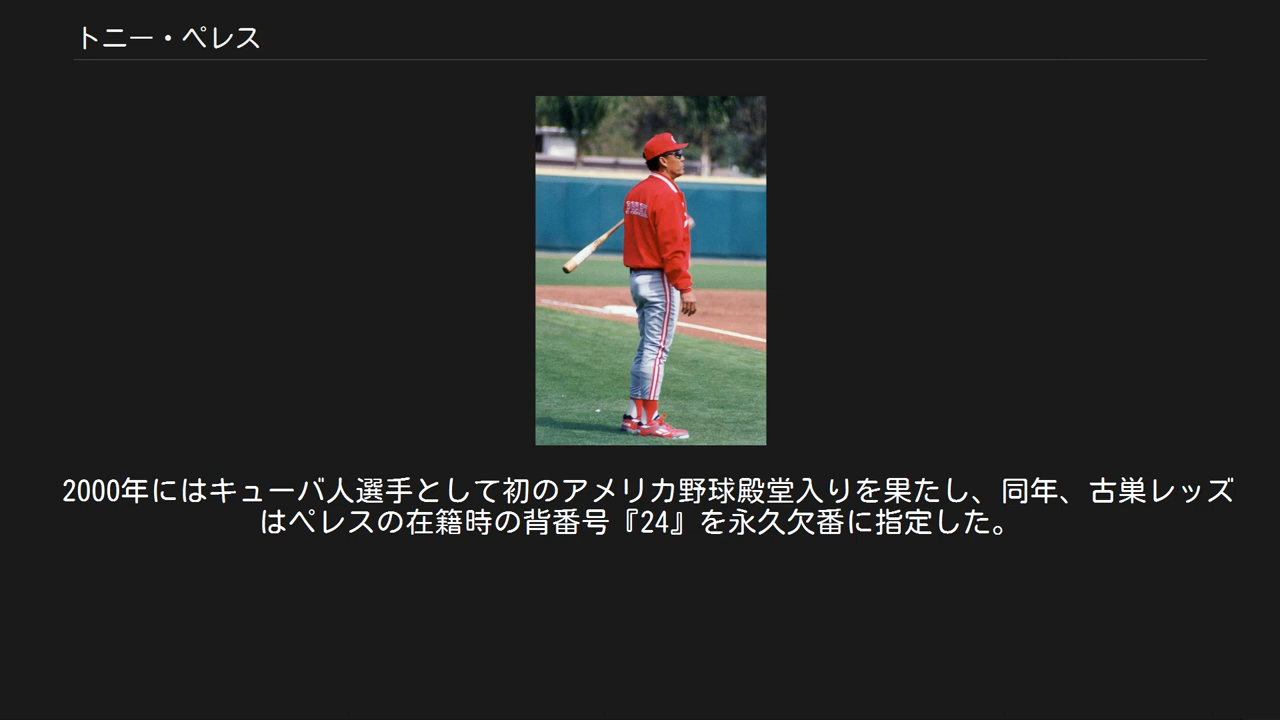 トニー・ペレス
2000年にはキューバ人選手として初のアメリカ野球殿堂入りを果たし、同年、古巣レッズ
はペレスの在籍時の背番号『24』を永久欠番に指定した。